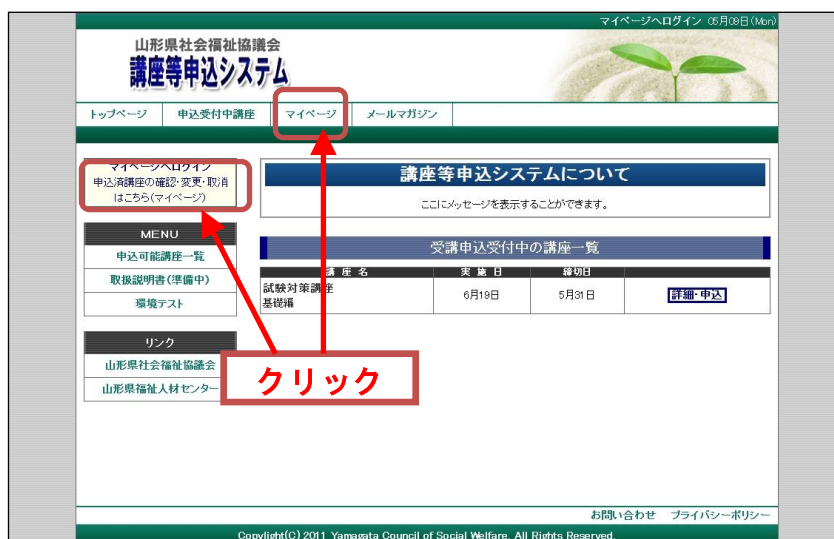 マイページへログイン 05月09日(Mon)
山形県社会福祉協議会
講座等申込システム
トップページ 申込受付中講座 マイページ メールマガジン
マイページへログイン
申込済講座の確認・変更・取消
はこちら(マイページ)
MENU
申込可能講座一覧
取扱説明書(準備中)
環境テスト
リンク
山形県社会福祉協議会
山形県福祉人材センター
講座等申込システムについて
ここにメッセージを表示することができます。
受講申込受付中の講座一覧
講 座 名 実 施 日 締切日
試験対策講座
基礎編 6月19日 5月31日 詳細・申込
クリック
お問い合わせ プライバシーポリシー
Copylight(C) 2011 Yamagata Council of Social Welfare. All Rights Reserved.